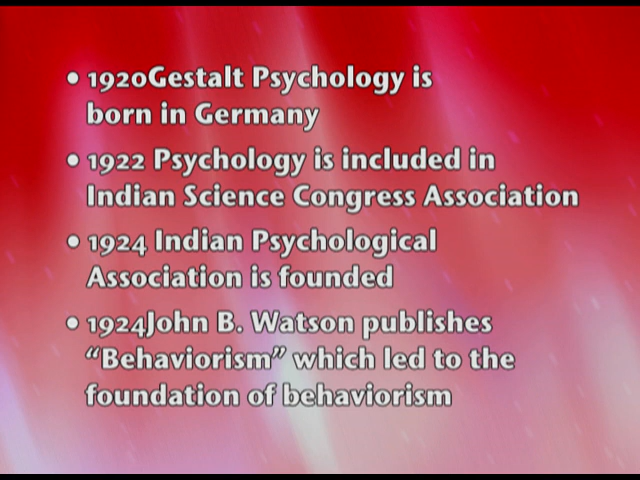 • 1920Gestalt Psychology is
born in Germany
• 1922 Psychology is included in
Indian Science Congress Association
• 1924 Indian Psychological
Association is founded
• 1924John B. Watson publishes
“Behaviorism” which led to the
foundation of behaviorism